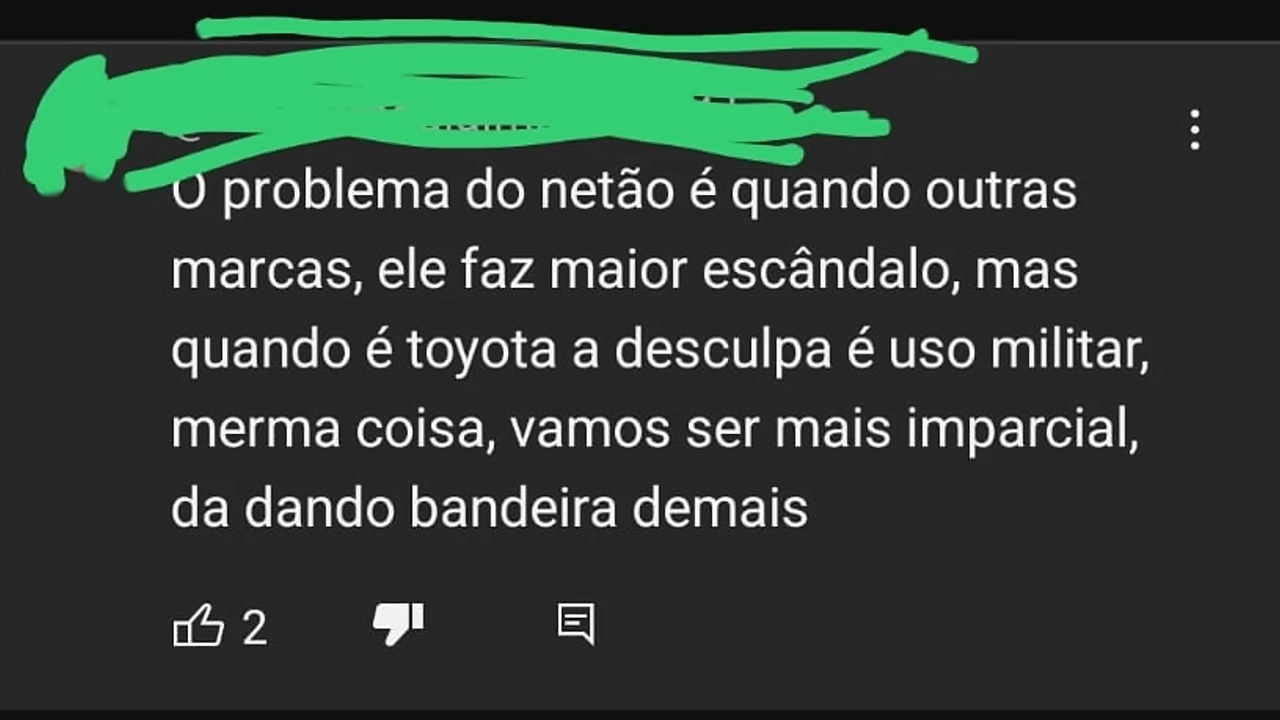 O problema do netão é quando outras
marcas, ele faz maior escândalo, mas
quando é toyota a desculpa é uso militar,
merma coisa, vamos ser mais imparcial,
da dando bandeira demais
2